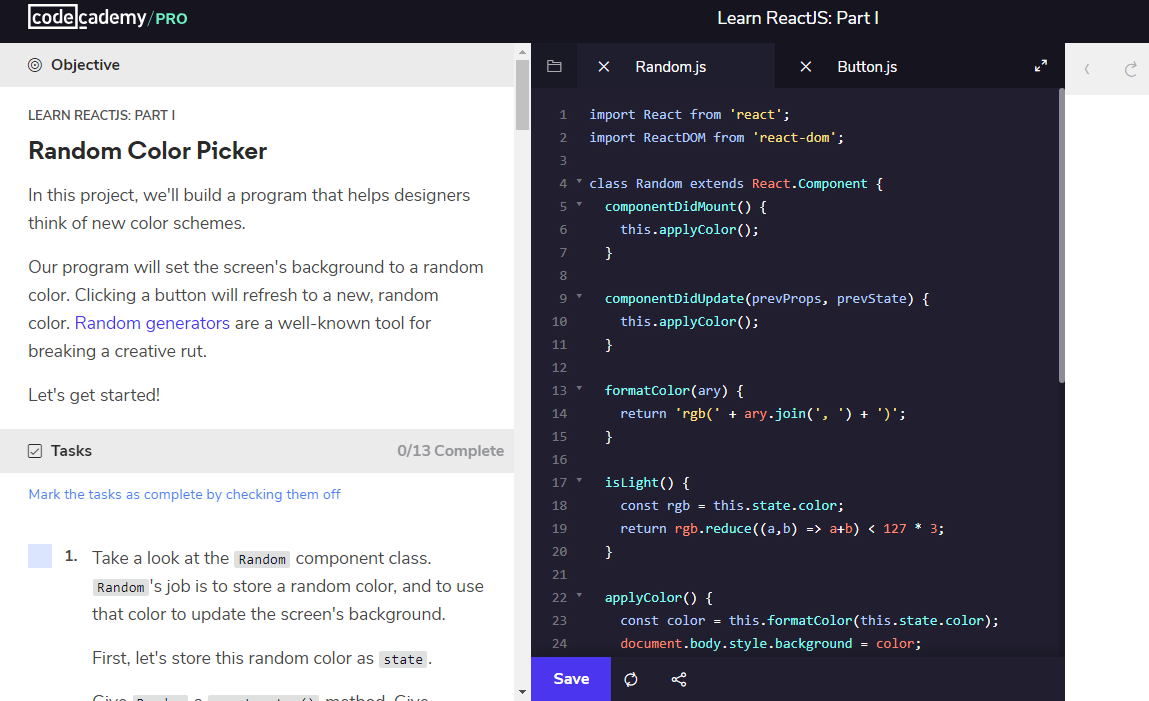 codecademy/PRO
Learn ReactJS: Part I
Objective
LEARN REACTJS: PART I
Random Color Picker
In this project, we'll build a program that helps designers
think of new color schemes.
Our program will set the screen's background to a random
color. Clicking a button will refresh to a new, random
color. Random generators are a well-known tool for
breaking a creative rut.
Let's get started!
Tasks
0/13 Complete
Mark the tasks as complete by checking them off
1. Take a look at the Random component class.
Random's job is to store a random color, and to use
that color to update the screen's background.
First, let's store this random color as state.
Random.js
Button.js
1 import React from 'react';
2 import ReactDOM from 'react-dom';
3
4 class Random extends React.Component {
5 componentDidMount() {
6 this.applyColor();
7 }
8
9 componentDidUpdate(prevProps, prevState) {
10 this.applyColor();
11 }
12
13 formatColor(ary) {
14 return 'rgb(' + ary.join(', ') + ')';
15 }
16
17 isLight() {
18 const rgb = this.state.color;
19 return rgb.reduce((a,b) => a+b) < 127 * 3;
20 }
21
22 applyColor() {
23 const color = this.formatColor(this.state.color);
24 document.body.style.background = color;
Save